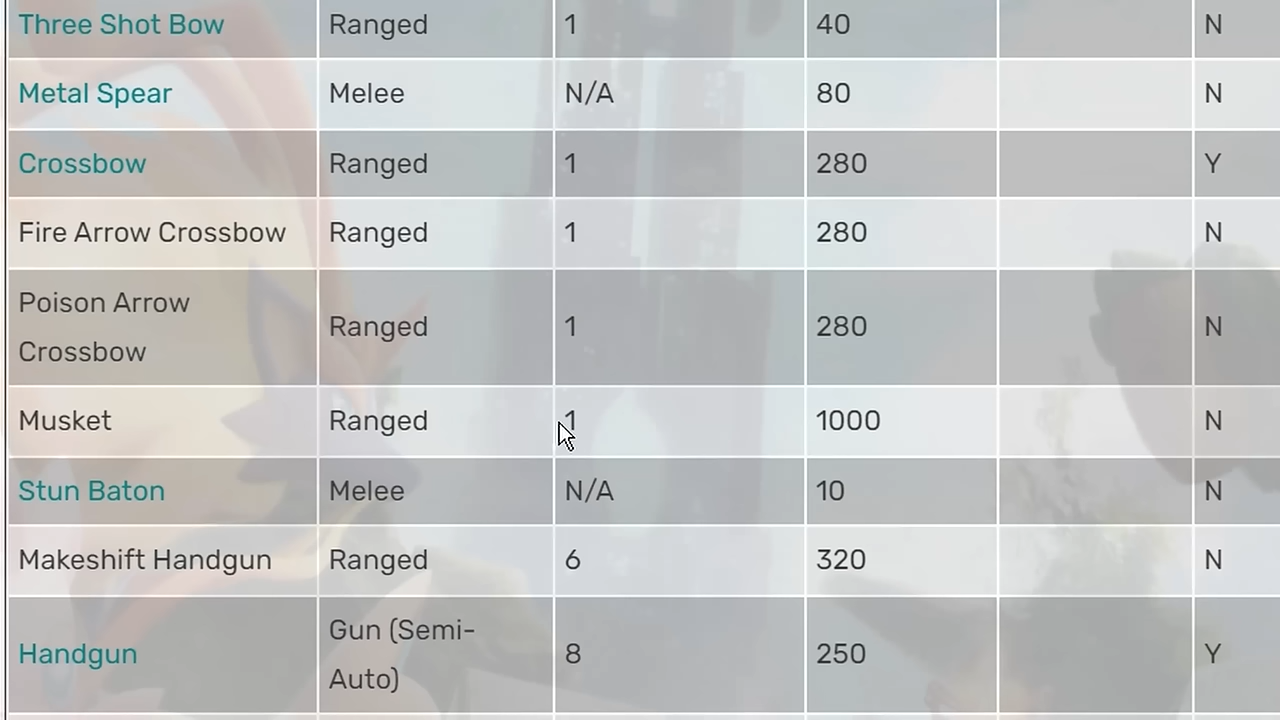 Three Shot Bow Ranged 1 40 N
Metal Spear Melee N/A 80 N
Crossbow Ranged 1 280 Y
Fire Arrow Crossbow Ranged 1 280 N
Poison Arrow
Crossbow Ranged 1 280 N
Musket Ranged 1 1000 N
Stun Baton Melee N/A 10 N
Makeshift Handgun Ranged 6 320 N
Handgun Gun (Semi-
Auto) 8 250 Y